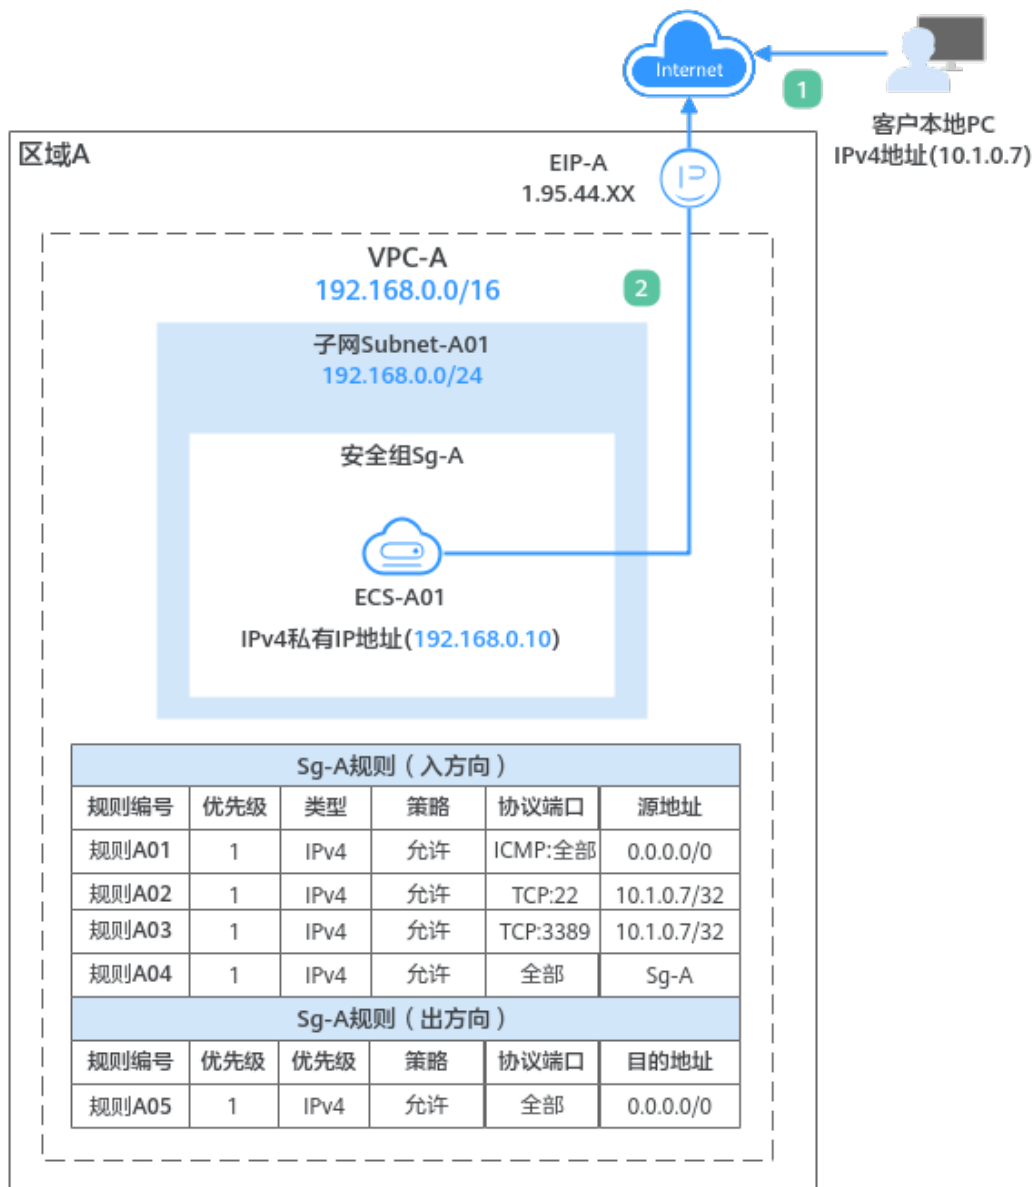 Internet
1
客户本地PC
IPv4地址(10.1.0.7)
区域A
EIP-A
1.95.44.XX
VPC-A
192.168.0.0/16
2
子网Subnet-A01
192.168.0.0/24
安全组Sg-A
ECS-A01
IPv4私有IP地址(192.168.0.10)
Sg-A规则（入方向）
规则编号 优先级 类型 策略 协议端口 源地址
规则A01 1 IPv4 允许 ICMP:全部 0.0.0.0/0
规则A02 1 IPv4 允许 TCP:22 10.1.0.7/32
规则A03 1 IPv4 允许 TCP:3389 10.1.0.7/32
规则A04 1 IPv4 允许 全部 Sg-A
Sg-A规则（出方向）
规则编号 优先级 优先级 策略 协议端口 目的地址
规则A05 1 IPv4 允许 全部 0.0.0.0/0